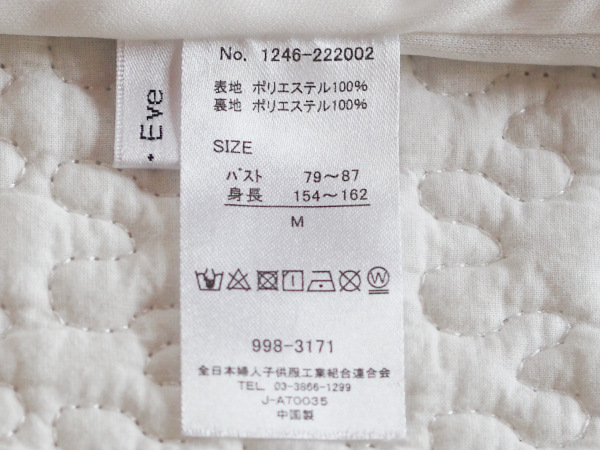 No. 1246-222002
表地 ポリエステル100%
裏地 ポリエステル100%
SIZE
バスト 79～87
身長 154～162
M
998-3171
全日本婦人子供服工業組合連合会
TEL 03-3866-1299
J-AT0035
中国製
• Eve